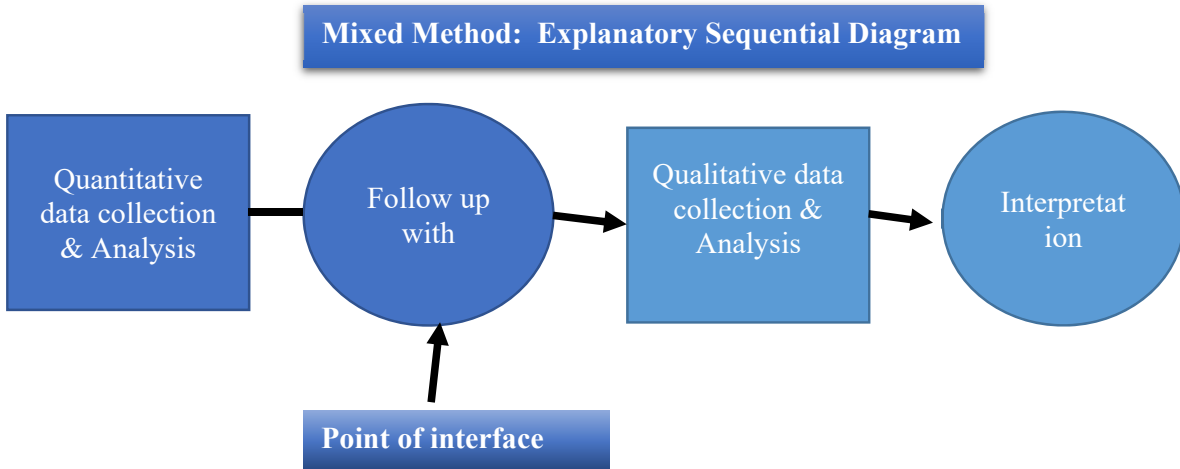 Mixed Method:  Explanatory Sequential Diagram
Quantitative
data collection
& Analysis
Follow up
with
Qualitative data
collection &
Analysis
Interpretat
ion
Point of interface